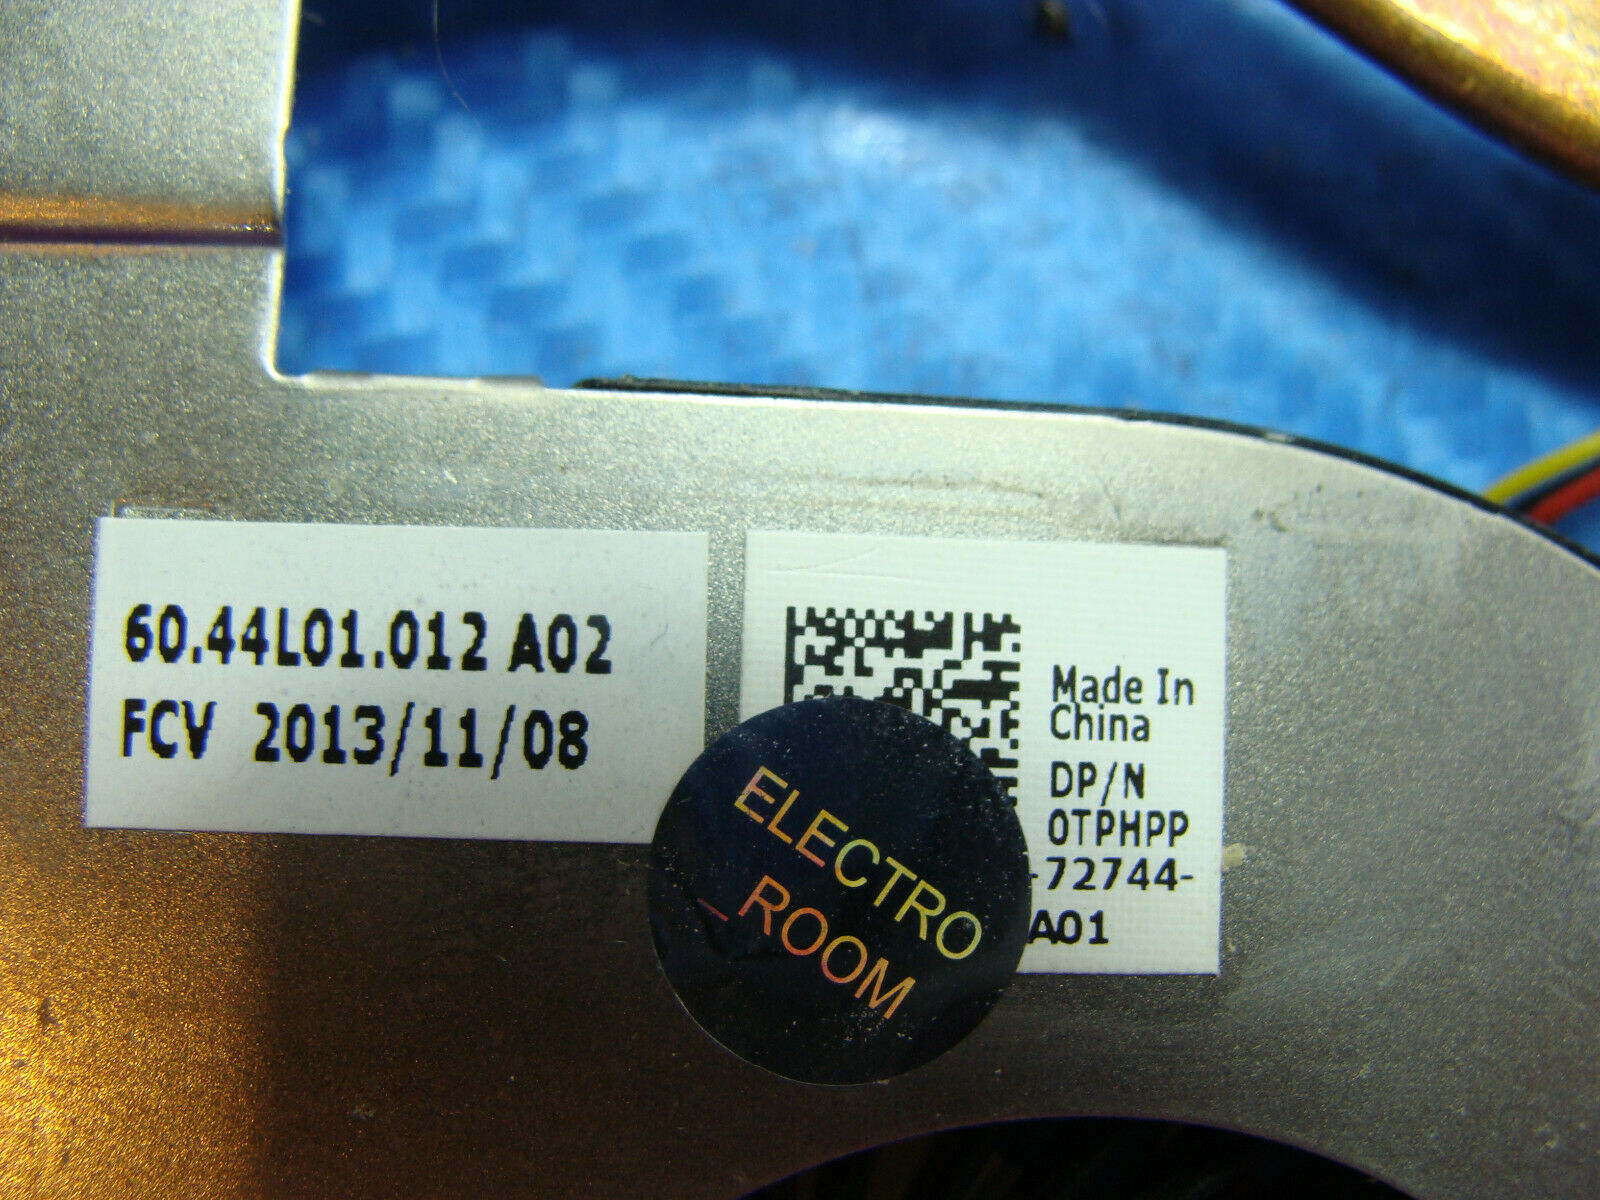 60.44L01.012 A02
FCV 2013/11/08
Made In
China
DP/N
0TPHPP
-72744-
A01
ELECTRO
_ROOM